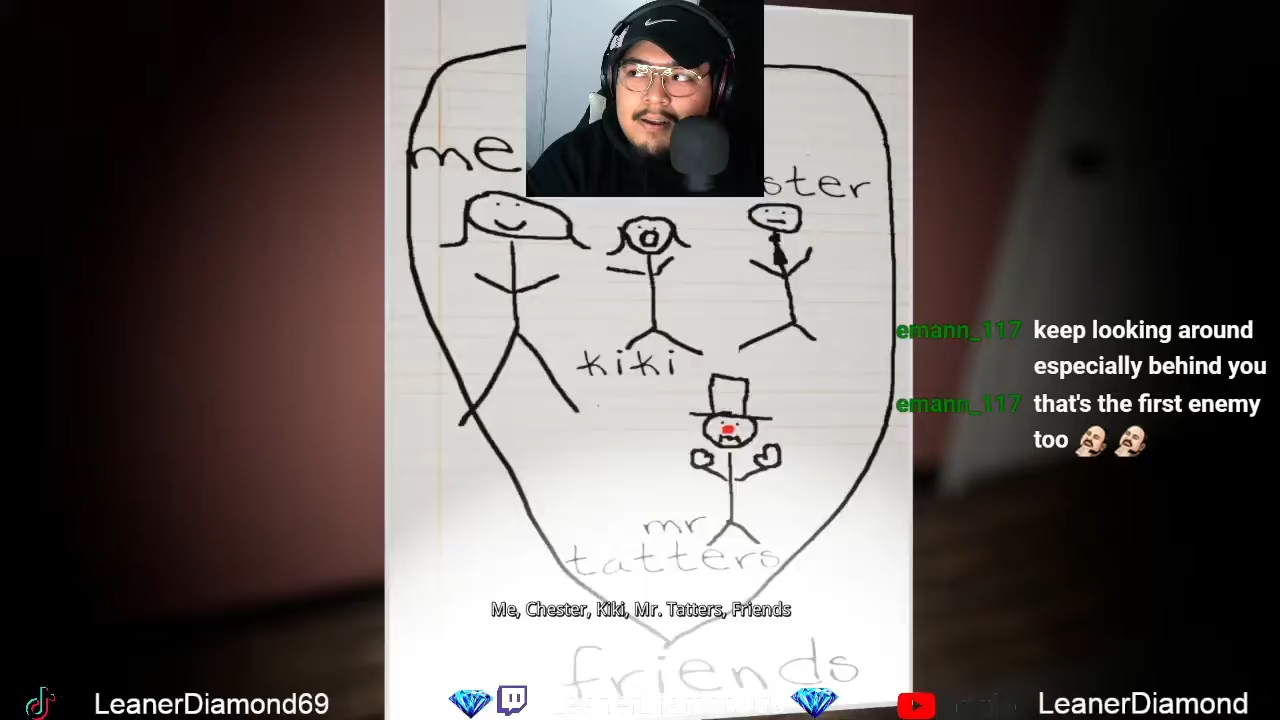 me
ster
kiki
mr
tatters
Me, Chester, Kiki, Mr. Tatters, Friends
friends
emann_117 keep looking around
especially behind you
emann_117 that's the first enemy
too
LeanerDiamond69
LeanerDiamond